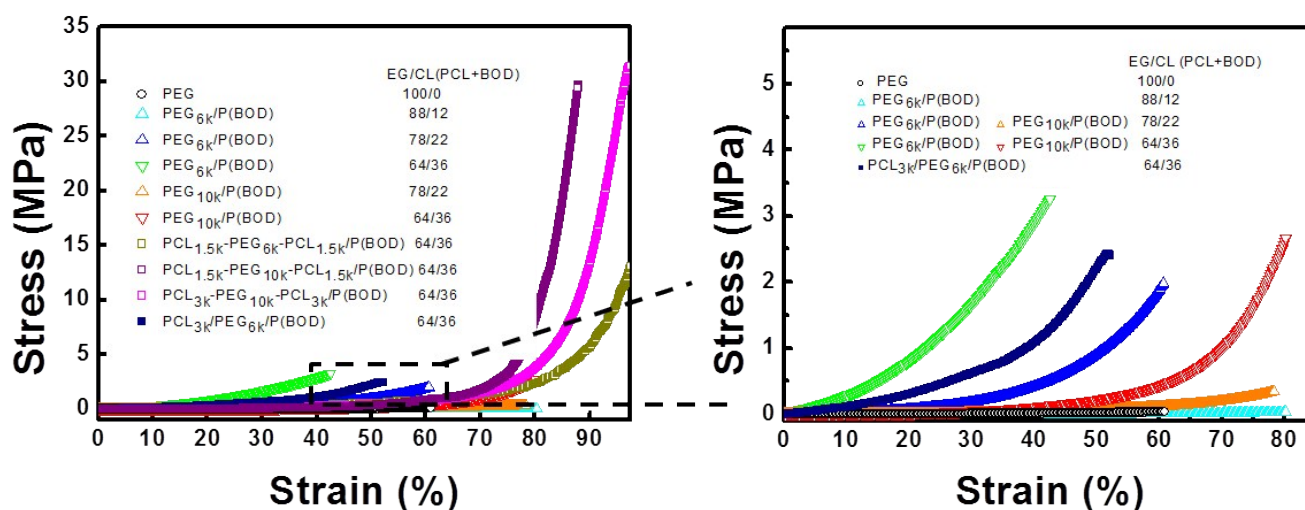 Stress (MPa)
35
30
25
20
15
10
5
0
EG/CL (PCL+BOD)
PEG 100/0
PEG6k/P(BOD) 88/12
PEG6k/P(BOD) 78/22
PEG6k/P(BOD) 64/36
PEG10k/P(BOD) 78/22
PEG10k/P(BOD) 64/36
PCL1.5k-PEG6k-PCL1.5k/P(BOD) 64/36
PCL1.5k-PEG10k-PCL1.5k/P(BOD) 64/36
PCL3k-PEG10k-PCL3k/P(BOD) 64/36
PCL3k/PEG6k/P(BOD) 64/36
0 10 20 30 40 50 60 70 80 90
Strain (%)
Stress (MPa)
5
4
3
2
1
0
EG/CL (PCL+BOD)
PEG 100/0
PEG6k/P(BOD) 88/12
PEG6k/P(BOD) PEG10k/P(BOD) 78/22
PEG6k/P(BOD) PEG10k/P(BOD) 64/36
PCL3k/PEG6k/P(BOD) 64/36
0 10 20 30 40 50 60 70 80
Strain (%)